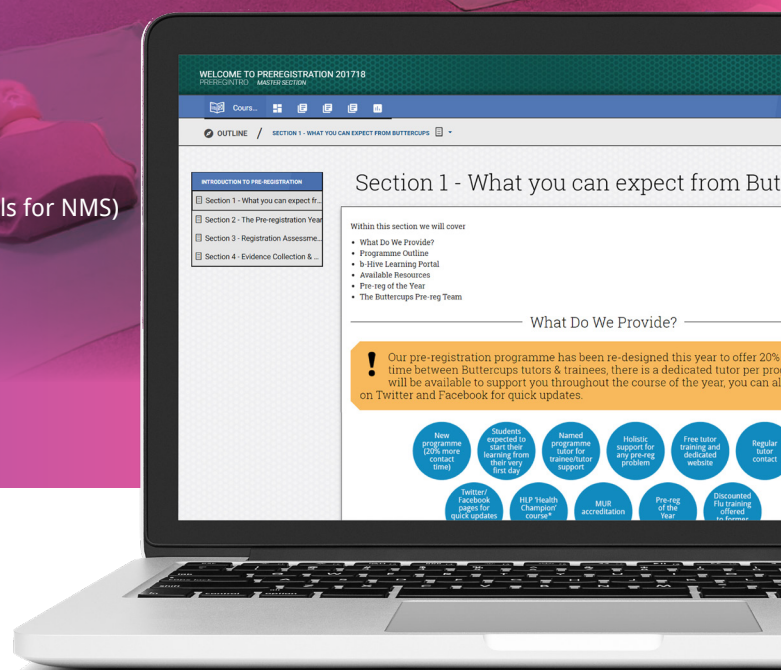 ls for NMS)
WELCOME TO PREREGISTRATION 201718
PREREGINTRO MASTER SECTION
Cours...
OUTLINE / SECTION 1 - WHAT YOU CAN EXPECT FROM BUTTERCUPS
INTRODUCTION TO PRE-REGISTRATION
Section 1 - What you can expect fr...
Section 2 - The Pre-registration Year
Section 3 - Registration Assessme...
Section 4 - Evidence Collection & ...
Section 1 - What you can expect from But
Within this section we will cover
• What Do We Provide?
• Programme Outline
• b-Hive Learning Portal
• Available Resources
• Pre-reg of the Year
• The Buttercups Pre-reg Team
What Do We Provide?
! Our pre-registration programme has been re-designed this year to offer 20%
time between Buttercups tutors & trainees, there is a dedicated tutor per pro
will be available to support you throughout the course of the year, you can al
on Twitter and Facebook for quick updates.
New
programme
(20% more
contact
time)
Students
expected to
start their
learning from
their very
first day
Named
programme
tutor for
trainee/tutor
support
Holistic
support for
any pre-reg
problem
Free tutor
training and
dedicated
website
Regular
tutor
contact
Twitter/
Facebook
pages for
quick updates
HLP 'Health
Champion'
course*
MUR
accreditation
Pre-reg
of the
Year
Discounted
Flu training
offered
to former
control
option